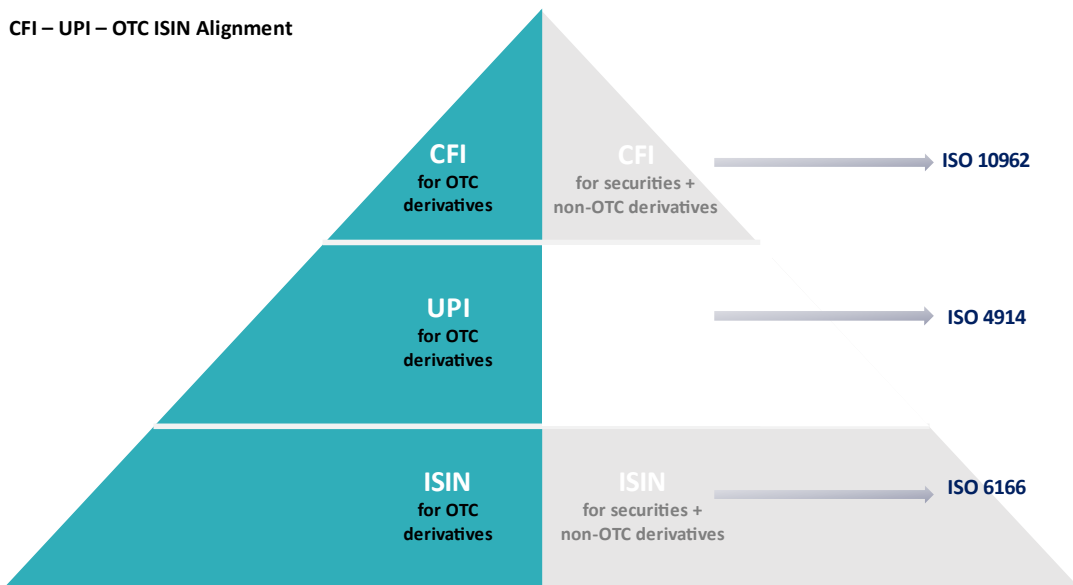 CFI – UPI – OTC ISIN Alignment
CFI
for OTC
derivatives
CFI
for securities +
non-OTC derivatives
ISO 10962
UPI
for OTC
derivatives
ISO 4914
ISIN
for OTC
derivatives
ISIN
for securities +
non-OTC derivatives
ISO 6166